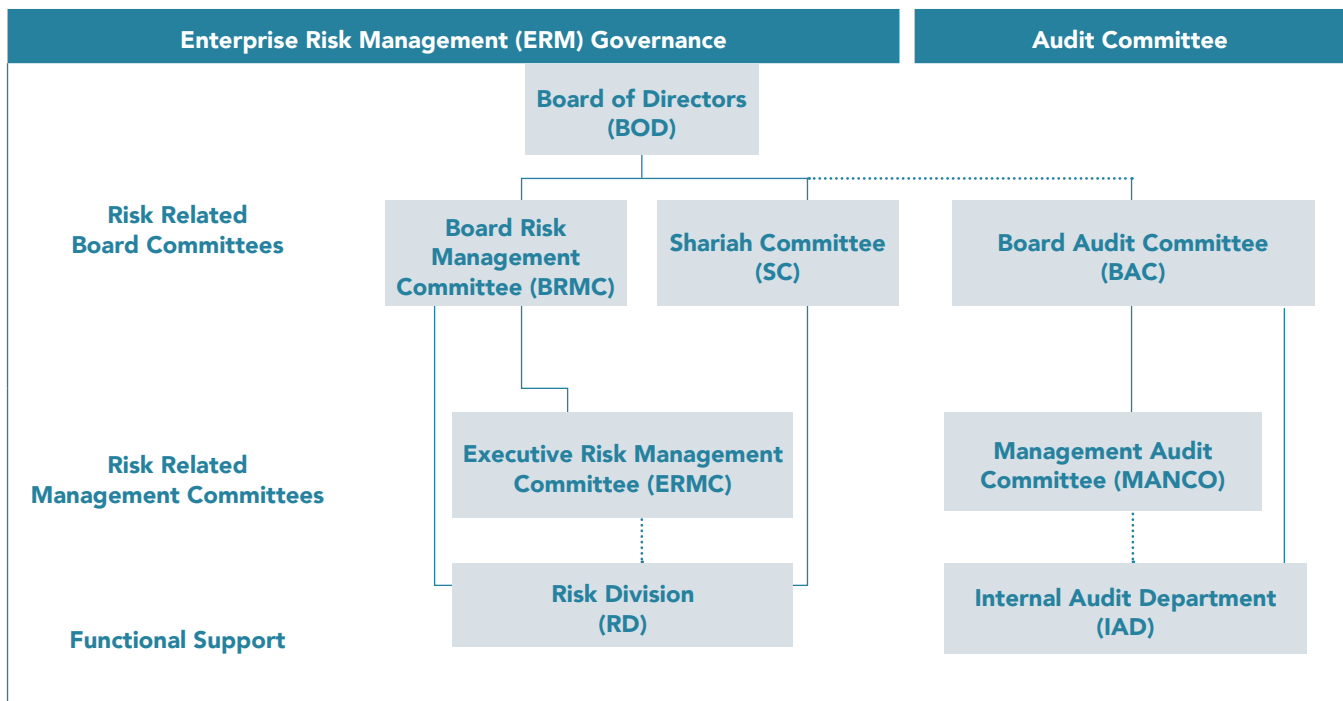 Enterprise Risk Management (ERM) Governance
Audit Committee
Board of Directors
(BOD)
Risk Related
Board Committees
Board Risk
Management
Committee (BRMC)
Shariah Committee
(SC)
Board Audit Committee
(BAC)
Risk Related
Management Committees
Executive Risk Management
Committee (ERMC)
Management Audit
Committee (MANCO)
Functional Support
Risk Division
(RD)
Internal Audit Department
(IAD)